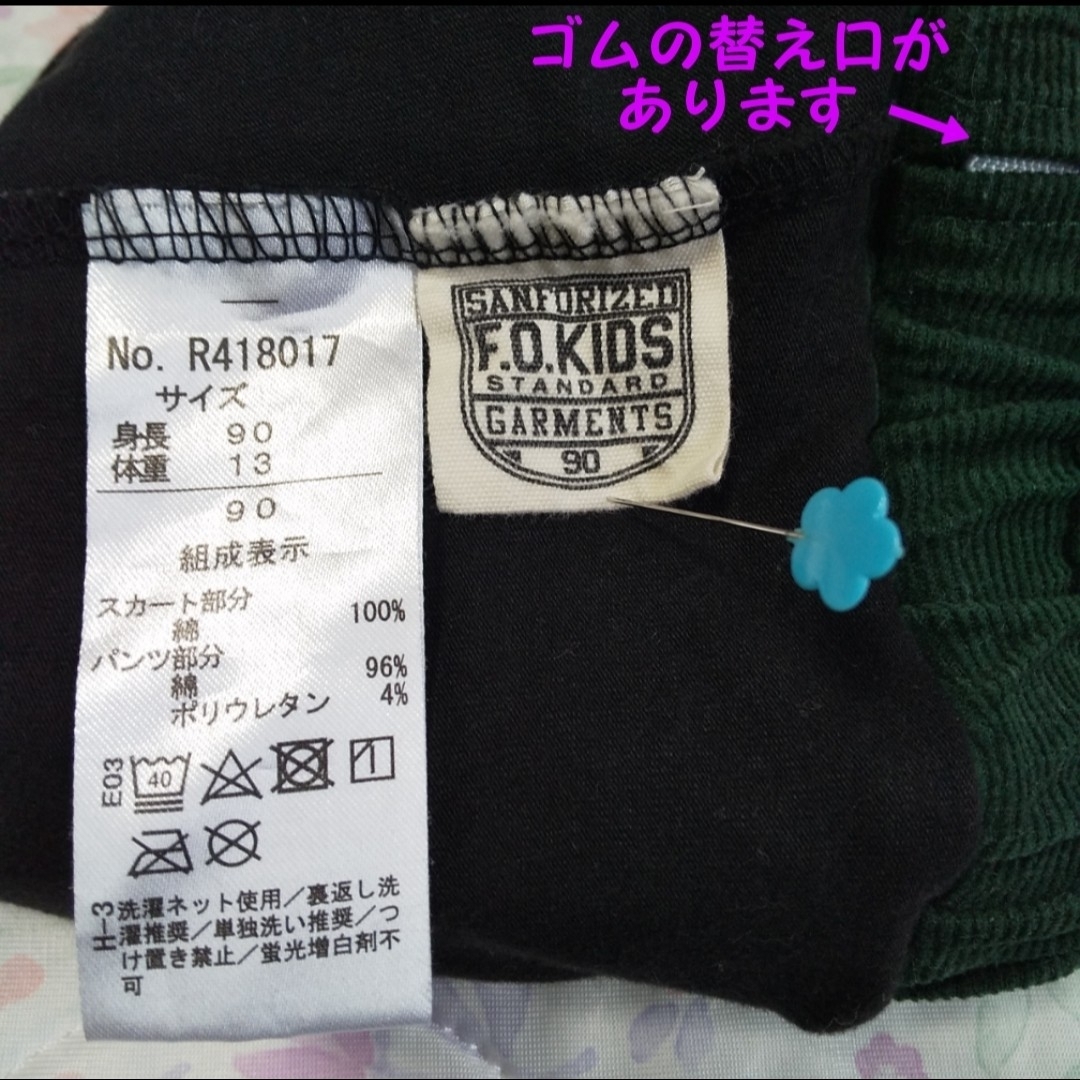 ゴムの替え口が
あります
No. R418017
サイズ
身長 90
体重 13
90
組成表示
スカート部分
綿 100%
パンツ部分
綿 96%
ポリウレタン 4%
E03
40
1
H-3
洗濯ネット使用/裏返し洗
濯推奨/単独洗い推奨/つ
け置き禁止/蛍光増白剤不
可
SANFORIZED
F.O.KIDS
STANDARD
GARMENTS
90